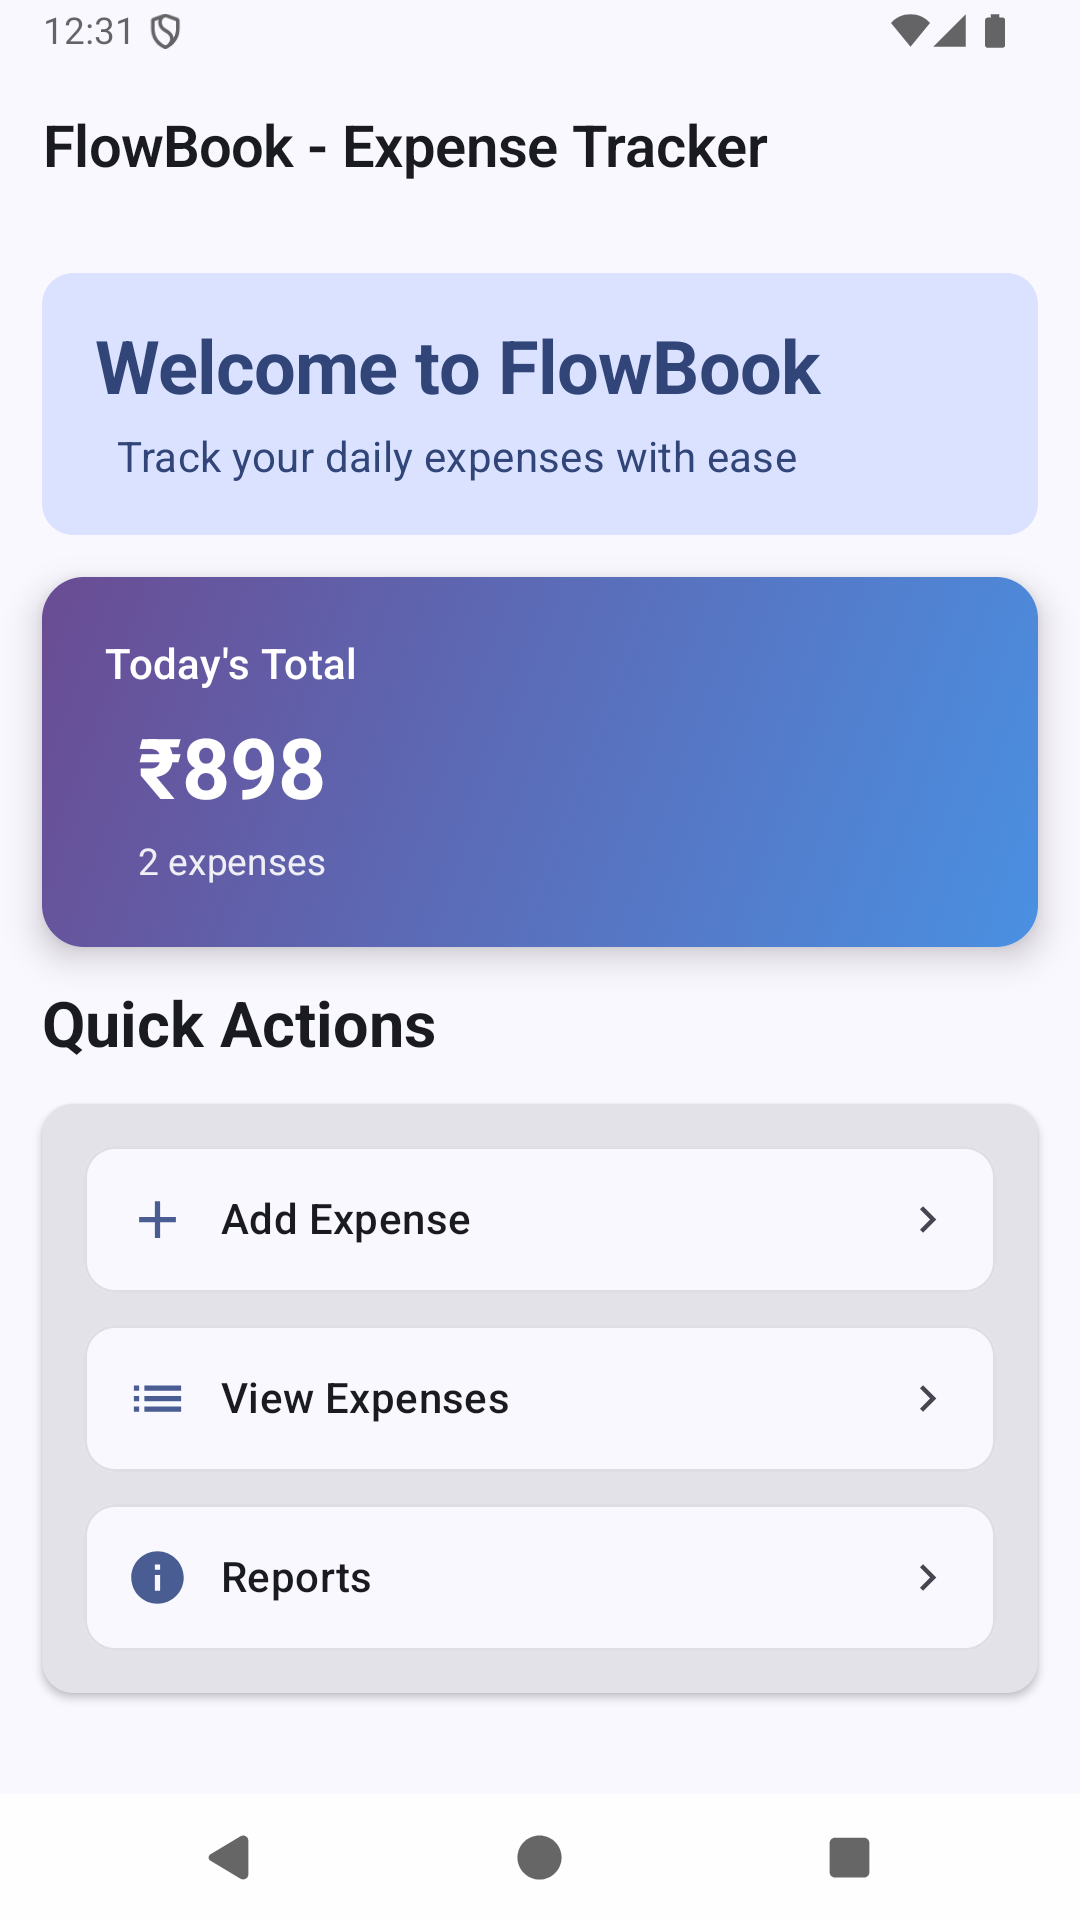 12:31
FlowBook - Expense Tracker
Welcome to FlowBook
Track your daily expenses with ease
Today's Total
₹898
2 expenses
Quick Actions
Add Expense
View Expenses
Reports